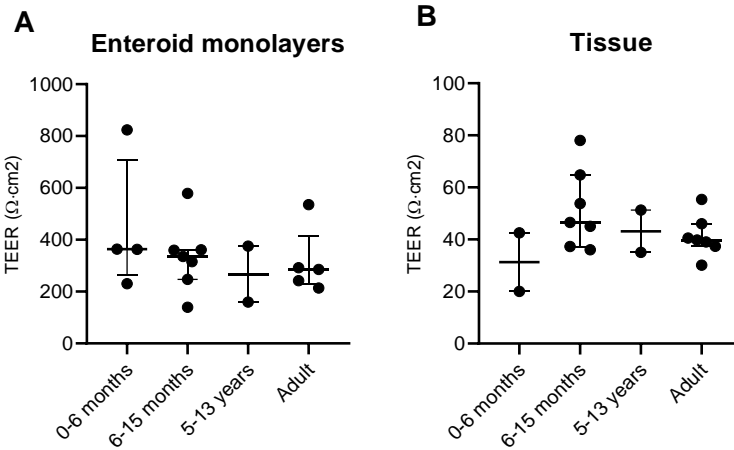 A
Enteroid monolayers
TEER (Ω·cm2)
1000
800
600
400
200
0
0-6 months
6-15 months
5-13 years
Adult
B
Tissue
TEER (Ω·cm2)
100
80
60
40
20
0
0-6 months
6-15 months
5-13 years
Adult